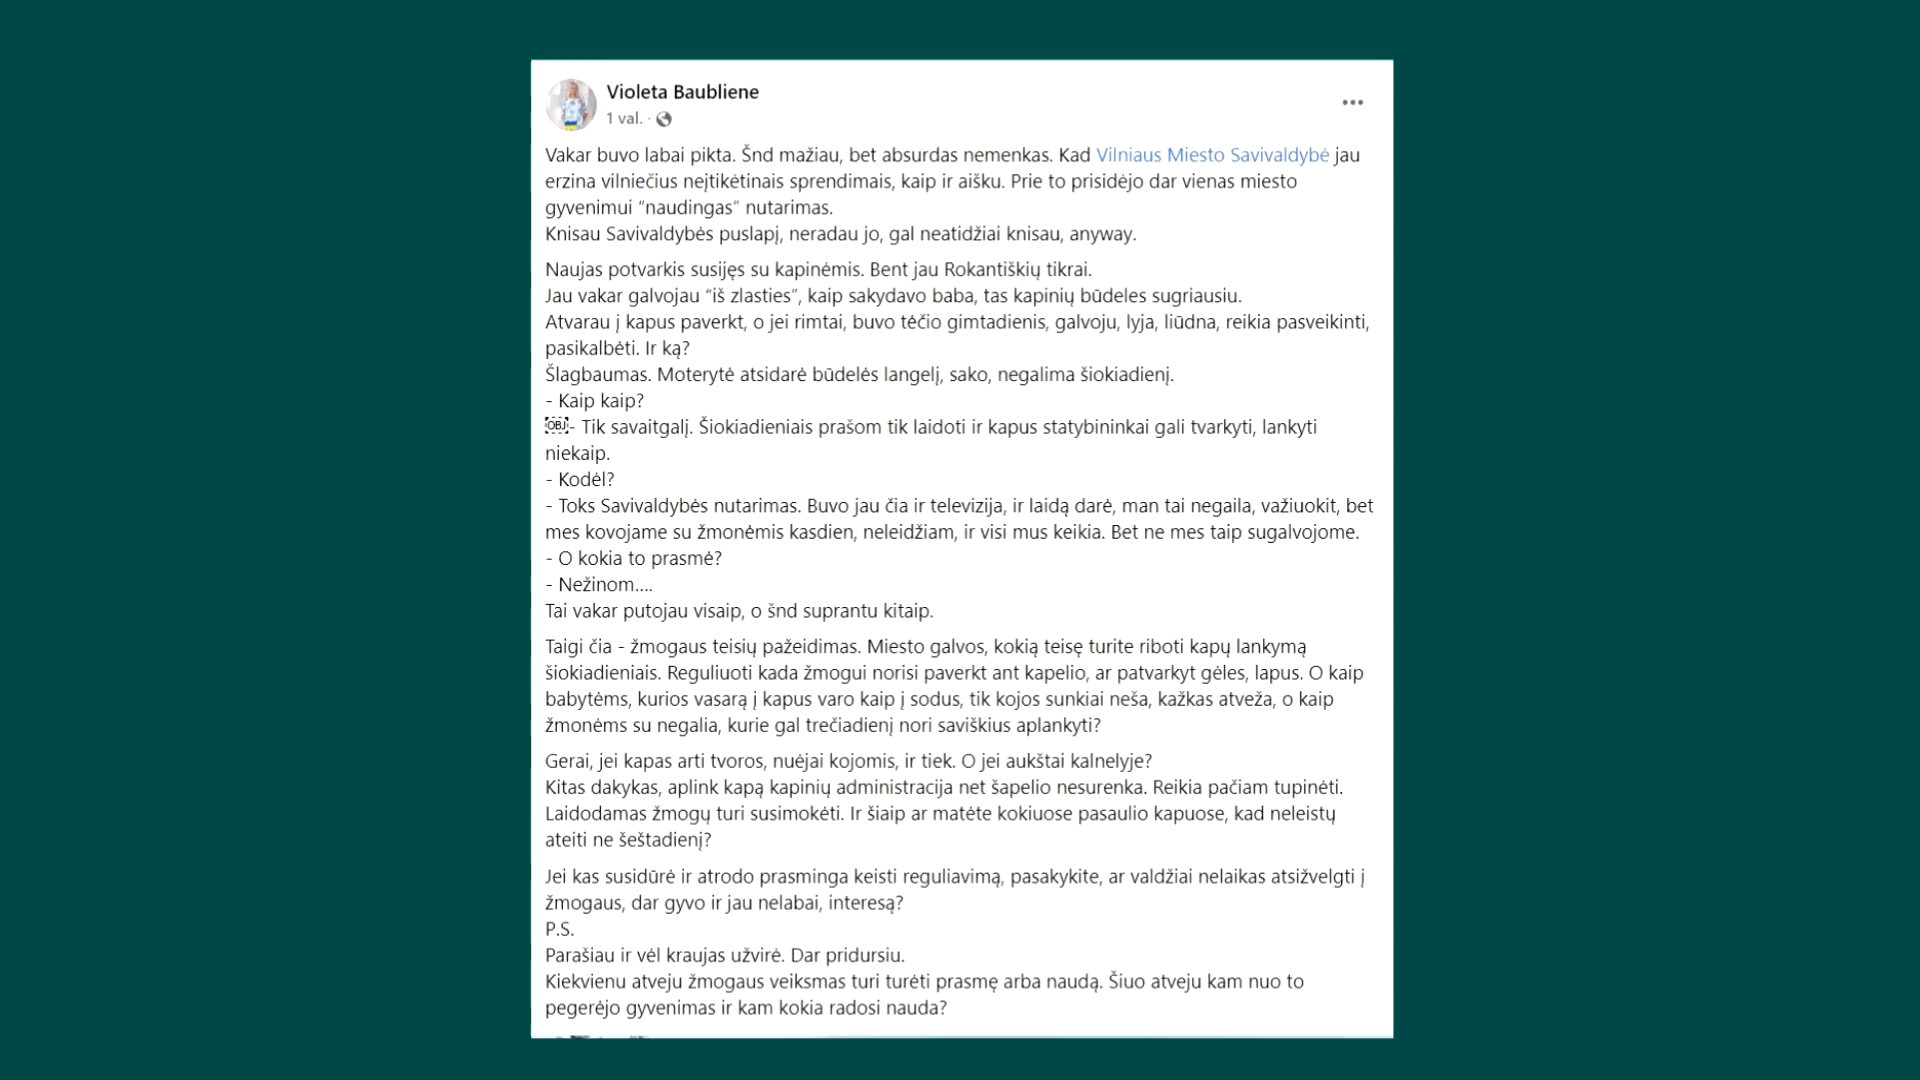 Violeta Baubliene
1 val. ·
Vakar buvo labai pikta. Šnd mažiau, bet absurdas nemenkas. Kad Vilniaus Miesto Savivaldybė jau
erzina vilniečius neįtikėtinais sprendimais, kaip ir aišku. Prie to prisidėjo dar vienas miesto
gyvenimui “naudingas“ nutarimas.
Knisau Savivaldybės puslapį, neradau jo, gal neatidžiai knisau, anyway.
Naujas potvarkis susijęs su kapinėmis. Bent jau Rokantiškių tikrai.
Jau vakar galvojau “iš zlasties”, kaip sakydavo baba, tas kapinių būdeles sugriausiu.
Atvarau į kapus paverkt, o jei rimtai, buvo tėčio gimtadienis, galvoju, lyja, liūdna, reikia pasveikinti,
pasikalbėti. Ir ką?
Šlagbaumas. Moterytė atsidarė būdelės langelį, sako, negalima šiokiadienį.
- Kaip kaip?
OBJ- Tik savaitgalį. Šiokiadieniais prašom tik laidoti ir kapus statybininkai gali tvarkyti, lankyti
niekaip.
- Kodėl?
- Toks Savivaldybės nutarimas. Buvo jau čia ir televizija, ir laidą darė, man tai negaila, važiuokit, bet
mes kovojame su žmonėmis kasdien, neleidžiam, ir visi mus keikia. Bet ne mes taip sugalvojome.
- O kokia to prasmė?
- Nežinom....
Tai vakar putojau visaip, o šnd suprantu kitaip.
Taigi čia - žmogaus teisių pažeidimas. Miesto galvos, kokią teisę turite riboti kapų lankymą
šiokiadieniais. Reguliuoti kada žmogui norisi paverkt ant kapelio, ar patvarkyt gėles, lapus. O kaip
babytėms, kurios vasarą į kapus varo kaip į sodus, tik kojos sunkiai neša, kažkas atveža, o kaip
žmonėms su negalia, kurie gal trečiadienį nori saviškius aplankyti?
Gerai, jei kapas arti tvoros, nuėjai kojomis, ir tiek. O jei aukštai kalnelyje?
Kitas dakykas, aplink kapą kapinių administracija net šapelio nesurenka. Reikia pačiam tupinėti.
Laidodamas žmogų turi susimokėti. Ir šiaip ar matėte kokiuose pasaulio kapuose, kad neleistų
ateiti ne šeštadienį?
Jei kas susidūrė ir atrodo prasminga keisti reguliavimą, pasakykite, ar valdžiai nelaikas atsižvelgti į
žmogaus, dar gyvo ir jau nelabai, interesą?
P.S.
Parašiau ir vėl kraujas užvirė. Dar pridursiu.
Kiekvienu atveju žmogaus veiksmas turi turėti prasmę arba naudą. Šiuo atveju kam nuo to
pegerėjo gyvenimas ir kam kokia radosi nauda?